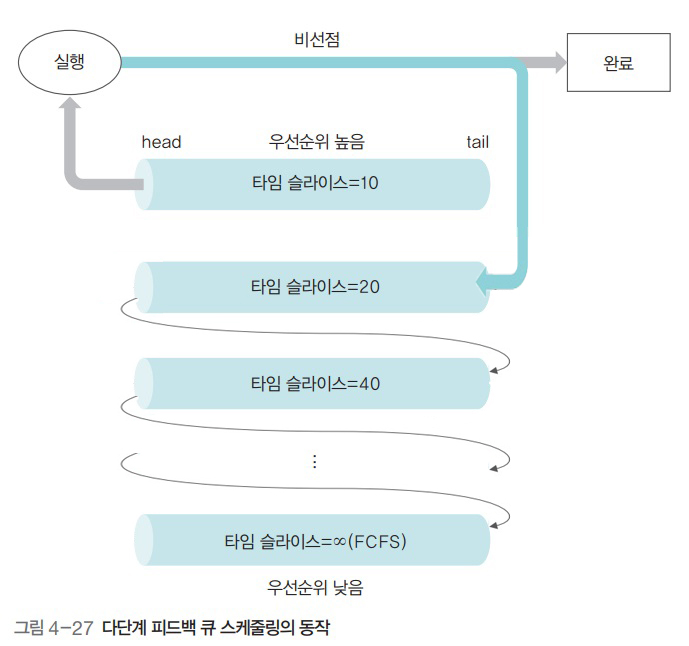 비선점
실행
완료
head 우선순위 높음 tail
타임 슬라이스=10
타임 슬라이스=20
타임 슬라이스=40
⋮
타임 슬라이스=∞(FCFS)
우선순위 낮음
그림 4-27 다단계 피드백 큐 스케줄링의 동작